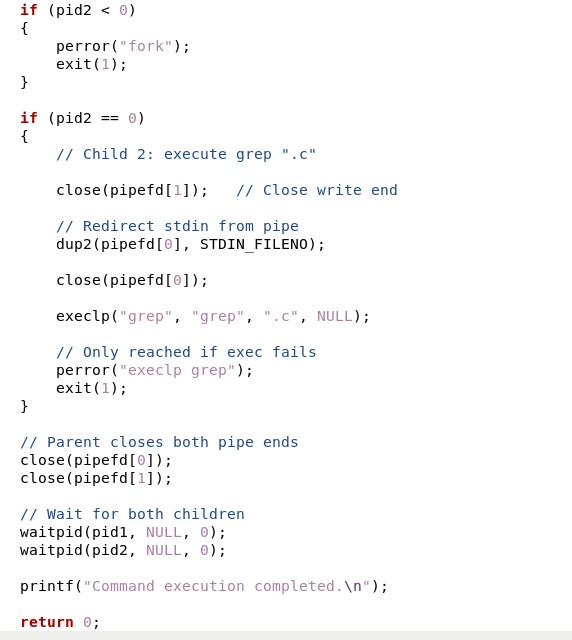 if (pid2 < 0)
{
    perror("fork");
    exit(1);
}

if (pid2 == 0)
{
    // Child 2: execute grep ".c"

    close(pipefd[1]);   // Close write end

    // Redirect stdin from pipe
    dup2(pipefd[0], STDIN_FILENO);

    close(pipefd[0]);

    execlp("grep", "grep", ".c", NULL);

    // Only reached if exec fails
    perror("execlp grep");
    exit(1);
}

// Parent closes both pipe ends
close(pipefd[0]);
close(pipefd[1]);

// Wait for both children
waitpid(pid1, NULL, 0);
waitpid(pid2, NULL, 0);

printf("Command execution completed.\n");

return 0;